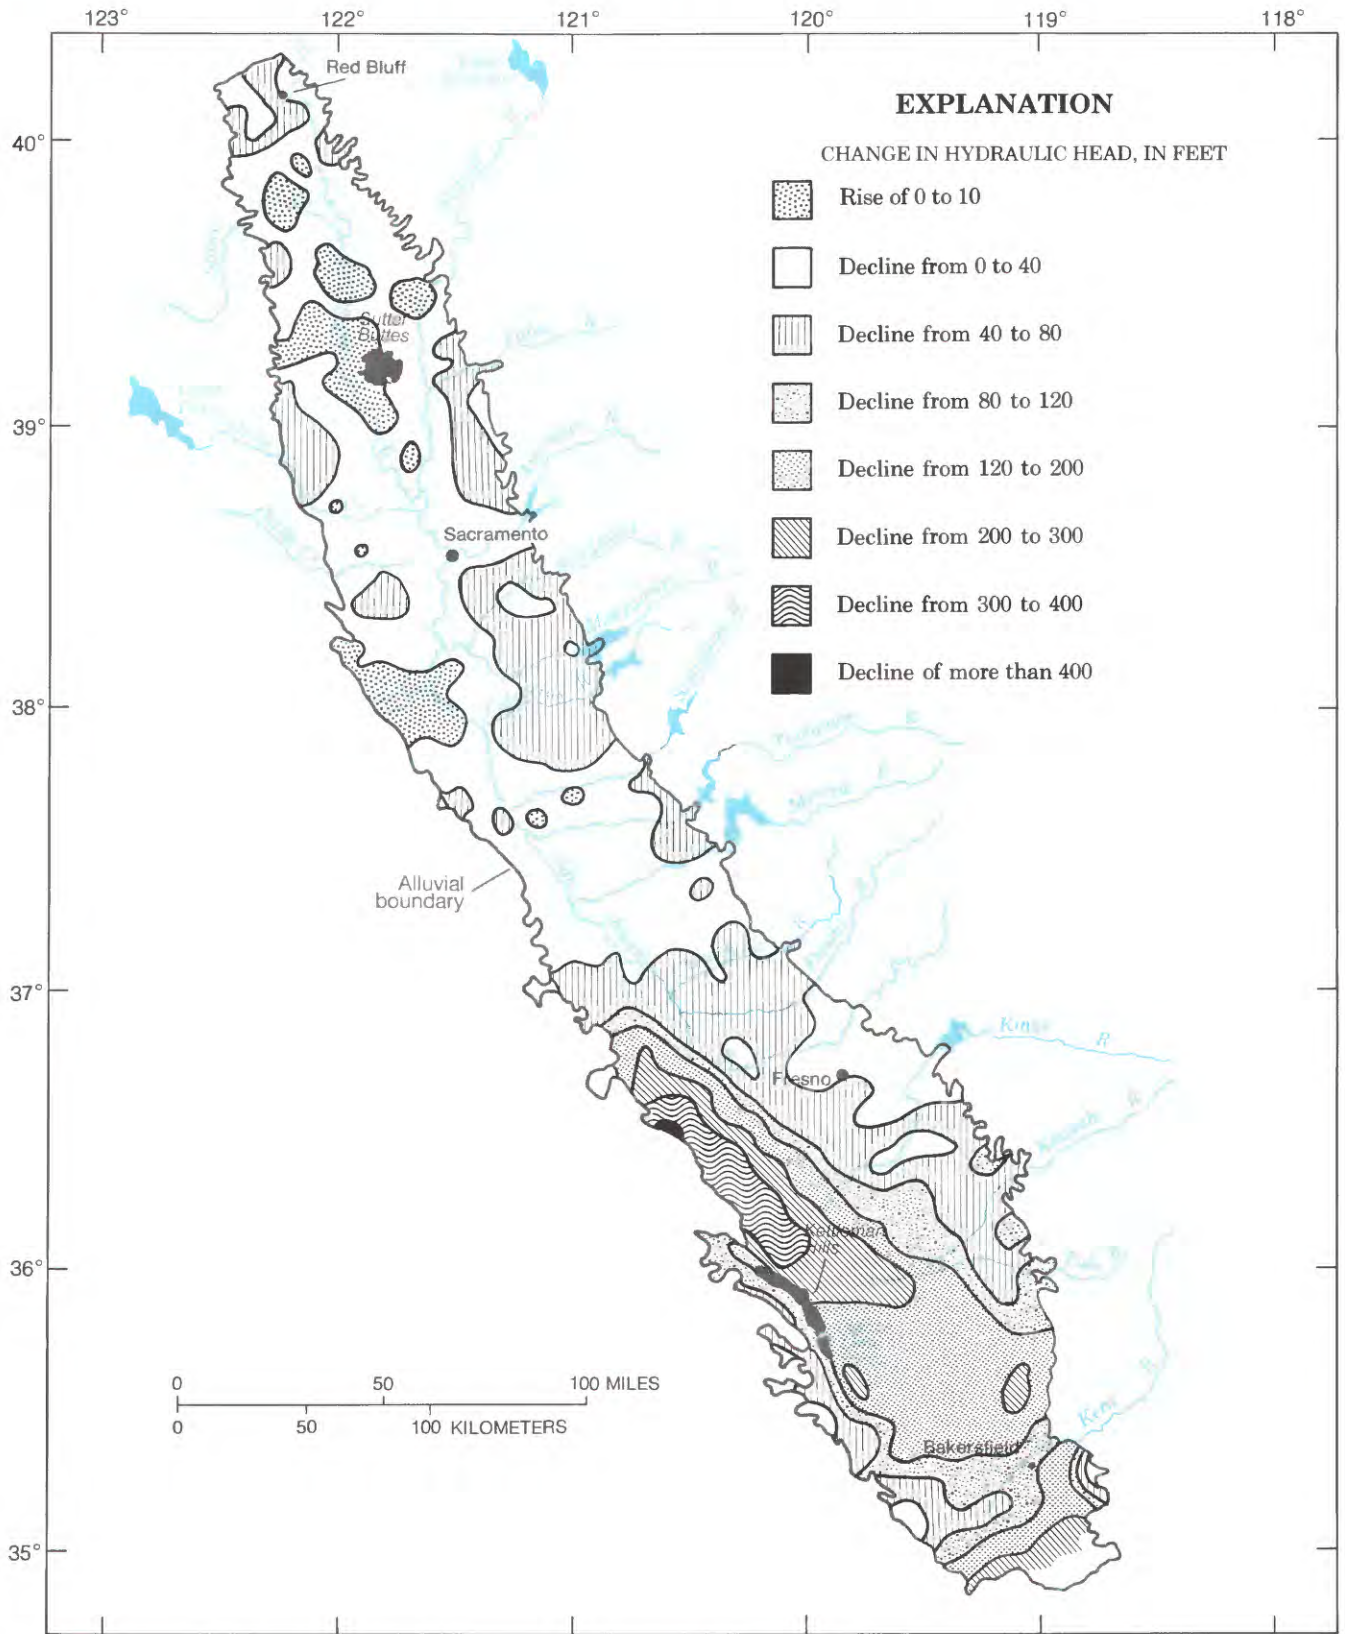 123° 122° 121° 120° 119° 118°
Red Bluff
EXPLANATION
40°
CHANGE IN HYDRAULIC HEAD, IN FEET
Rise of 0 to 10
Decline from 0 to 40
Sutter
Buttes
Decline from 40 to 80
Decline from 80 to 120
39°
Decline from 120 to 200
Sacramento
Decline from 200 to 300
Decline from 300 to 400
Decline of more than 400
38°
Tuolumne R
Merced R
Alluvial
boundary
37°
Kings R
Fresno
Kaweah R
Kettleman
Hills
36°
0 50 100 MILES
0 50 100 KILOMETERS
Kern R
Bakersfield
35°